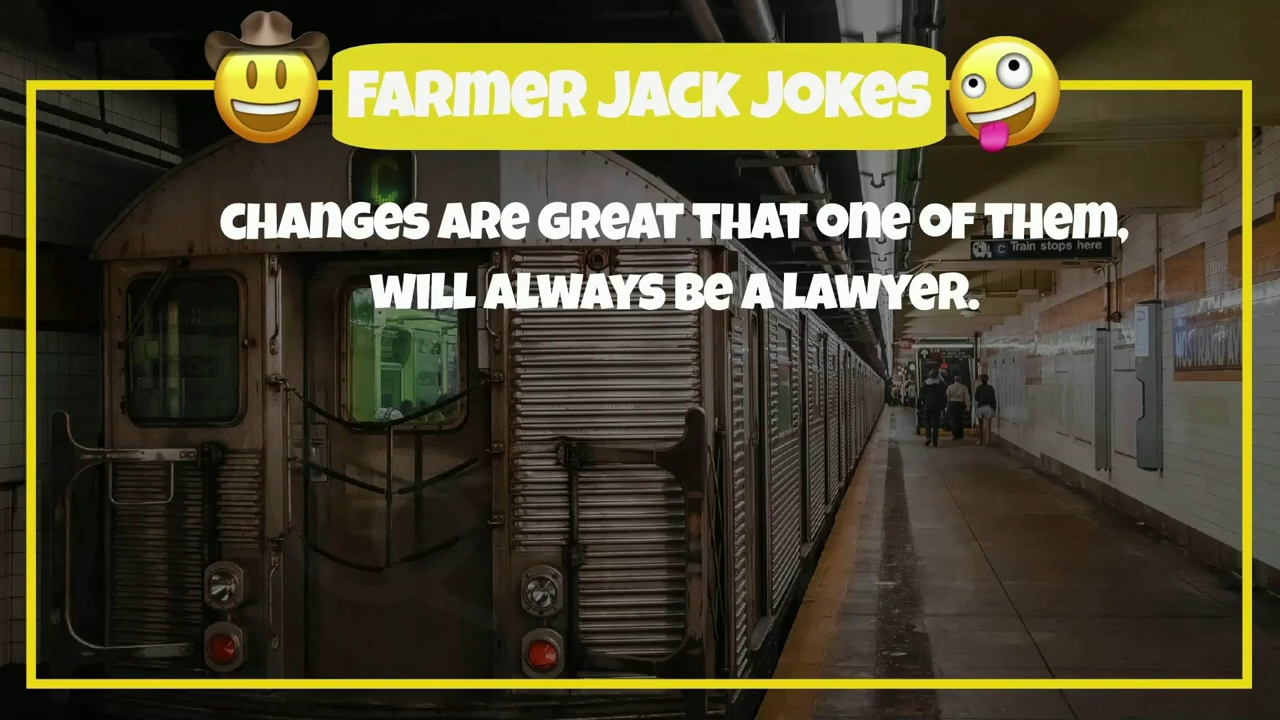 FARMER JACK JOKES
CHANGES ARE GREAT THAT ONE OF THEM,
C Train stops here
WILL ALWAYS BE A LAWYER.